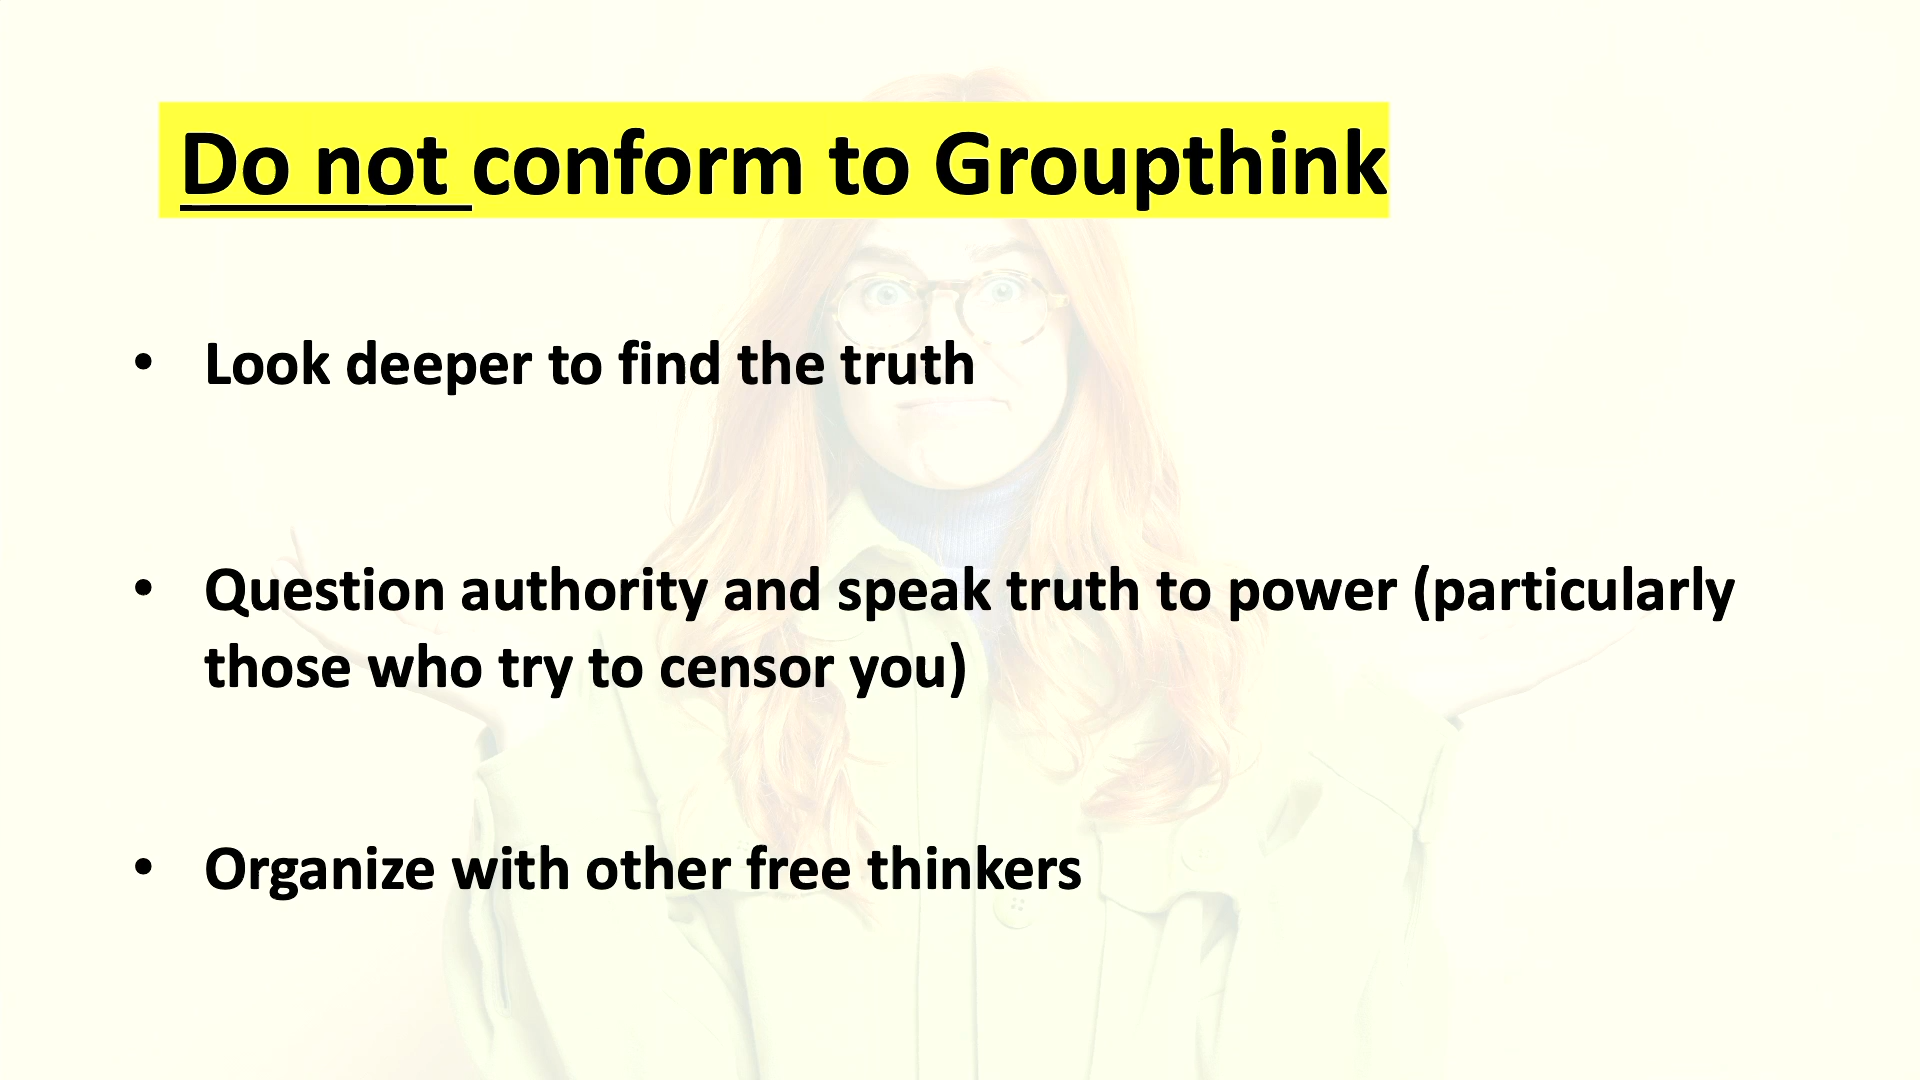 Do not conform to Groupthink
• Look deeper to find the truth
• Question authority and speak truth to power (particularly
those who try to censor you)
• Organize with other free thinkers